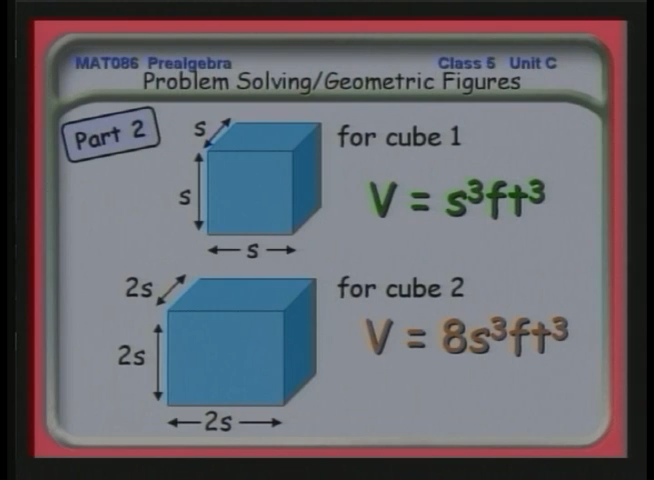 MAT086 Prealgebra Class 5 Unit C
Problem Solving/Geometric Figures
Part 2
s
for cube 1
s
V = s³ft³
s
2s
for cube 2
2s
V = 8s³ft³
2s